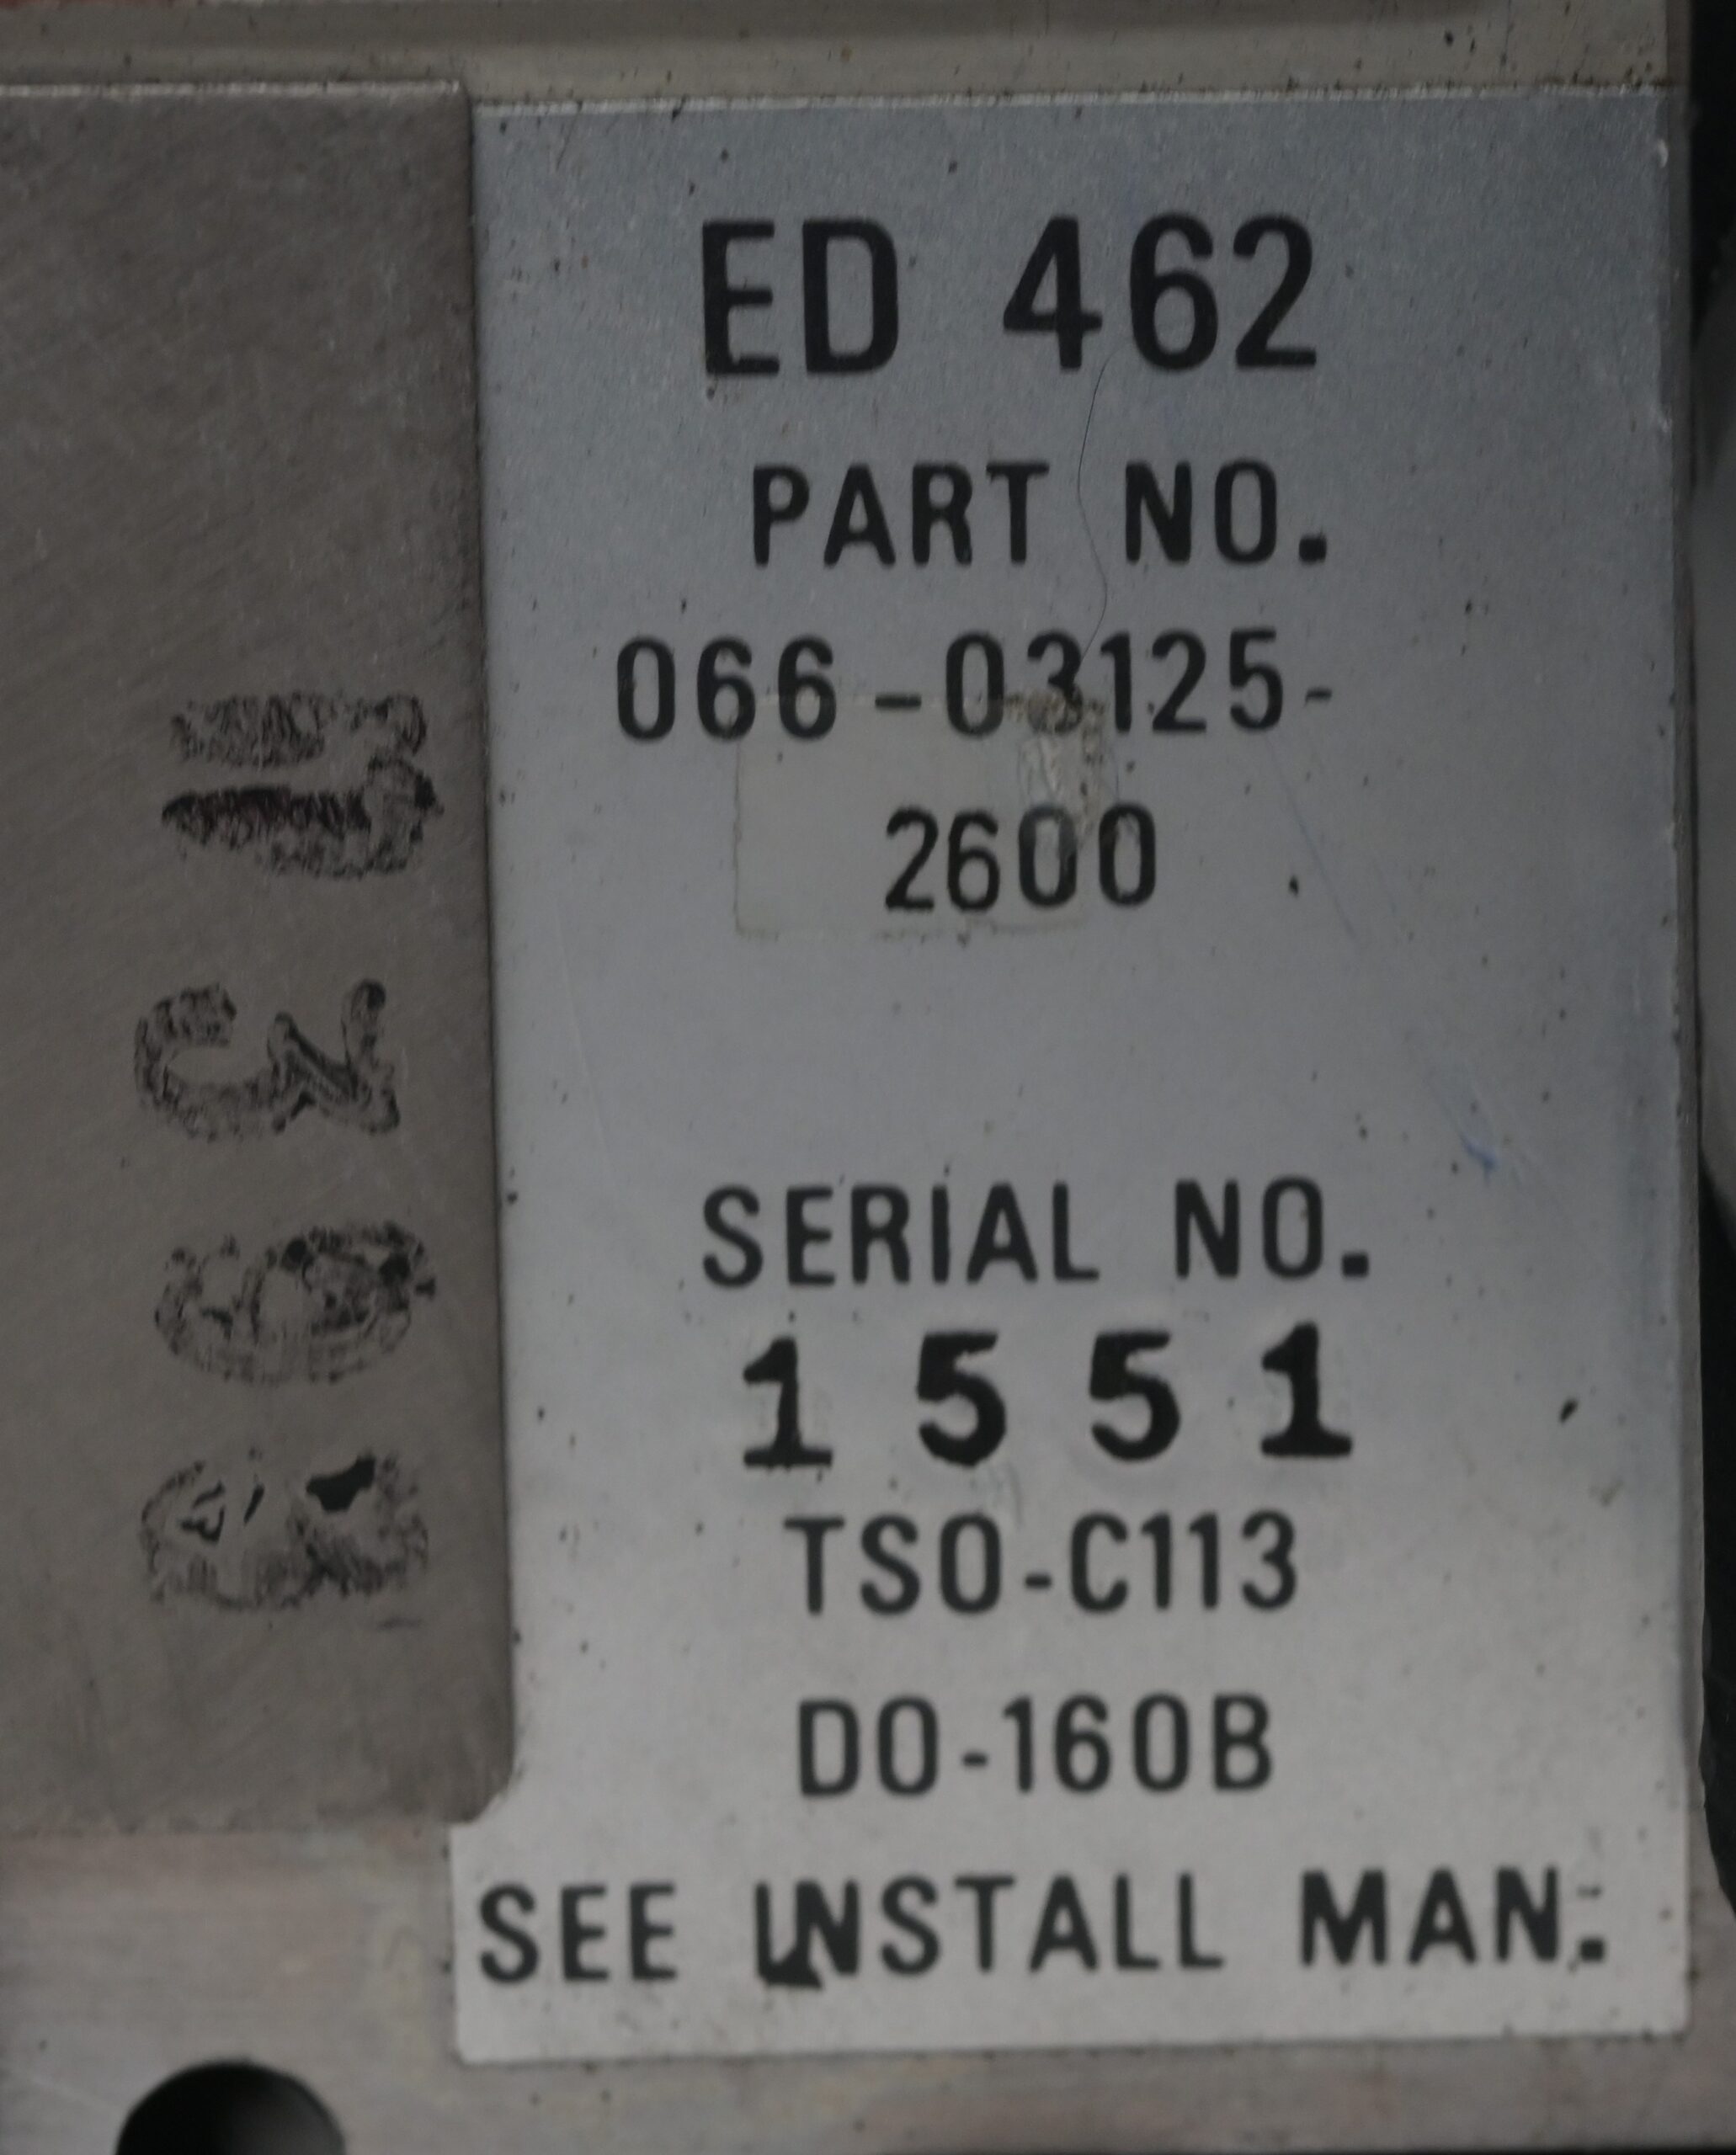 ED 462
PART NO.
066-03125-
2600
SERIAL NO.
1551
TSO-C113
DO-160B
SEE INSTALL MAN.